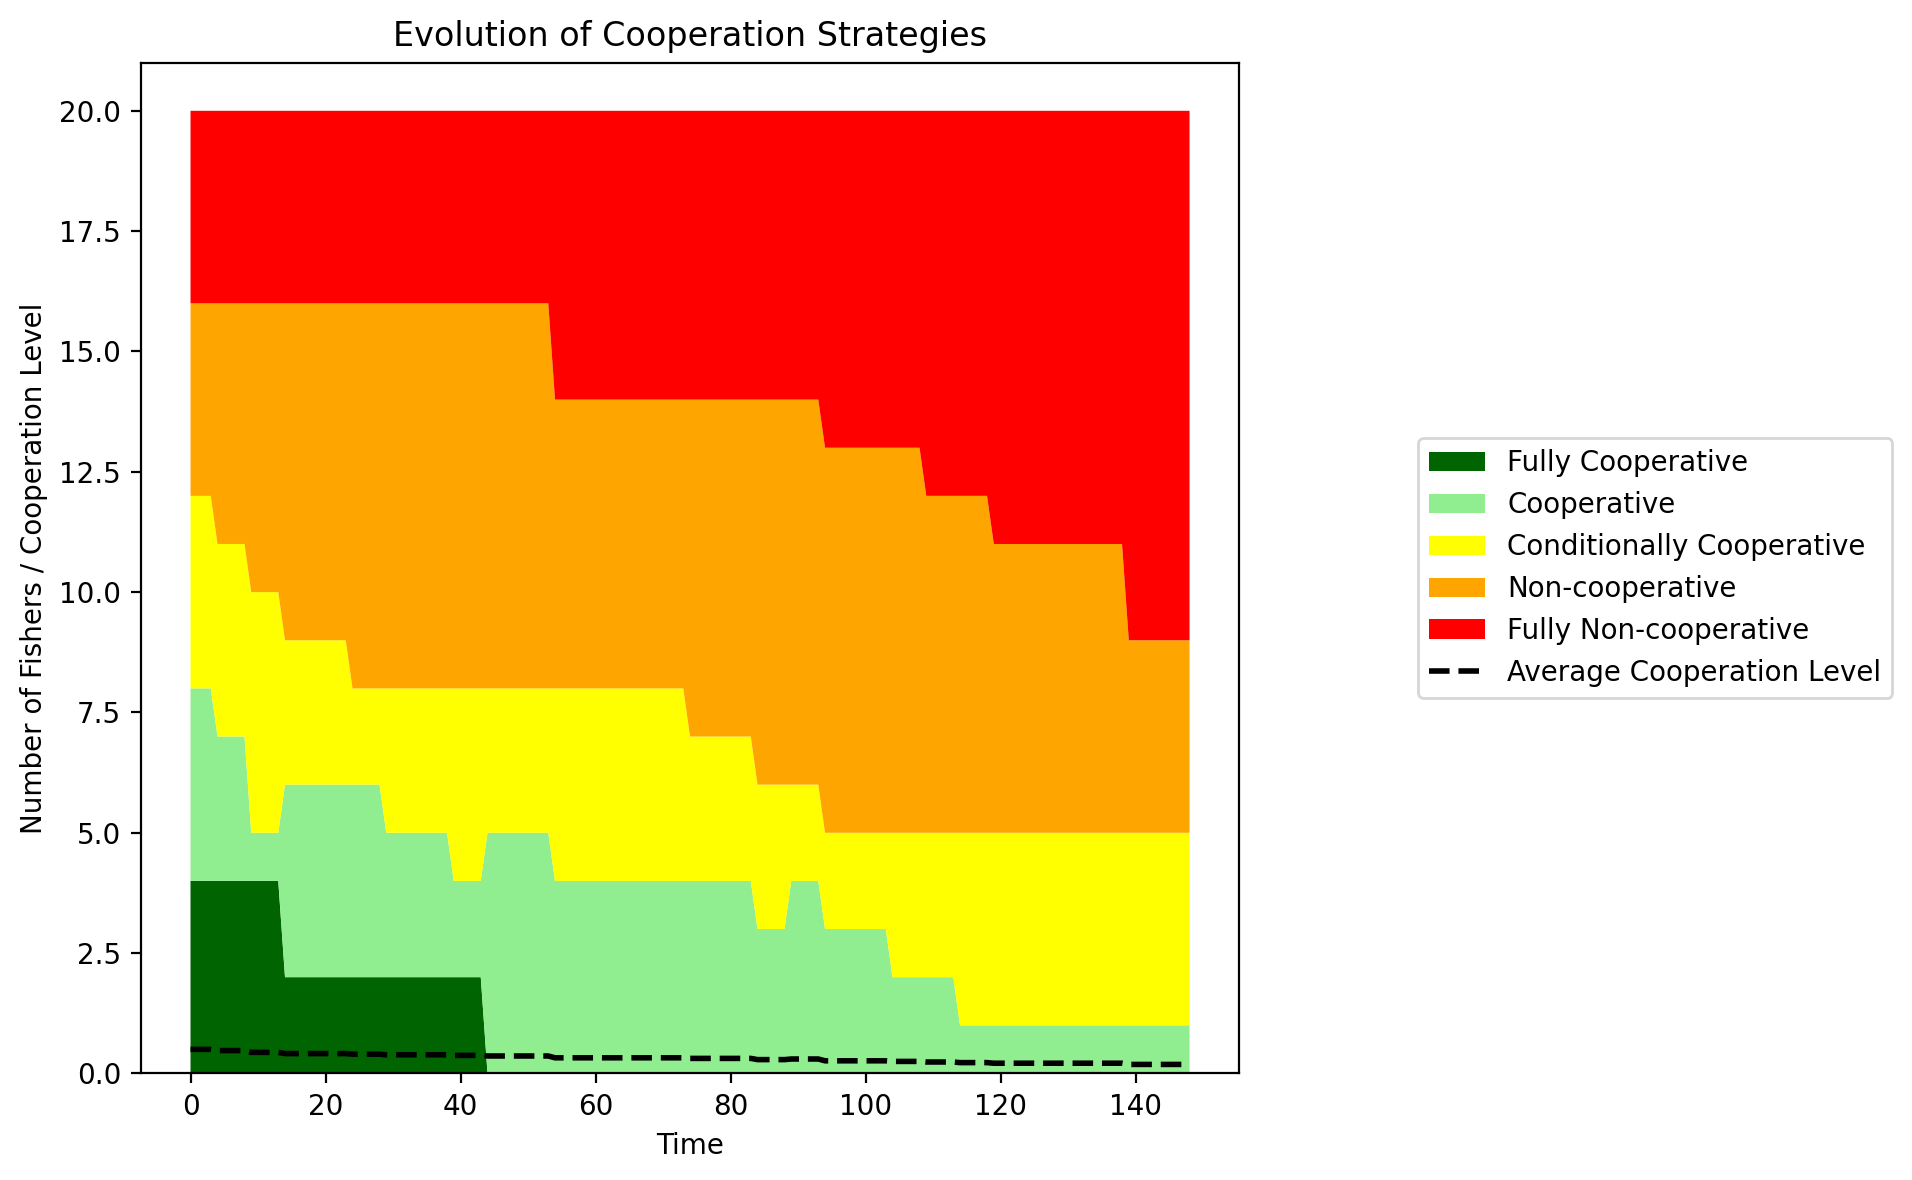 Evolution of Cooperation Strategies
Number of Fishers / Cooperation Level
20.0
17.5
15.0
12.5
10.0
7.5
5.0
2.5
0.0
0 20 40 60 80 100 120 140
Time
Fully Cooperative
Cooperative
Conditionally Cooperative
Non-cooperative
Fully Non-cooperative
Average Cooperation Level